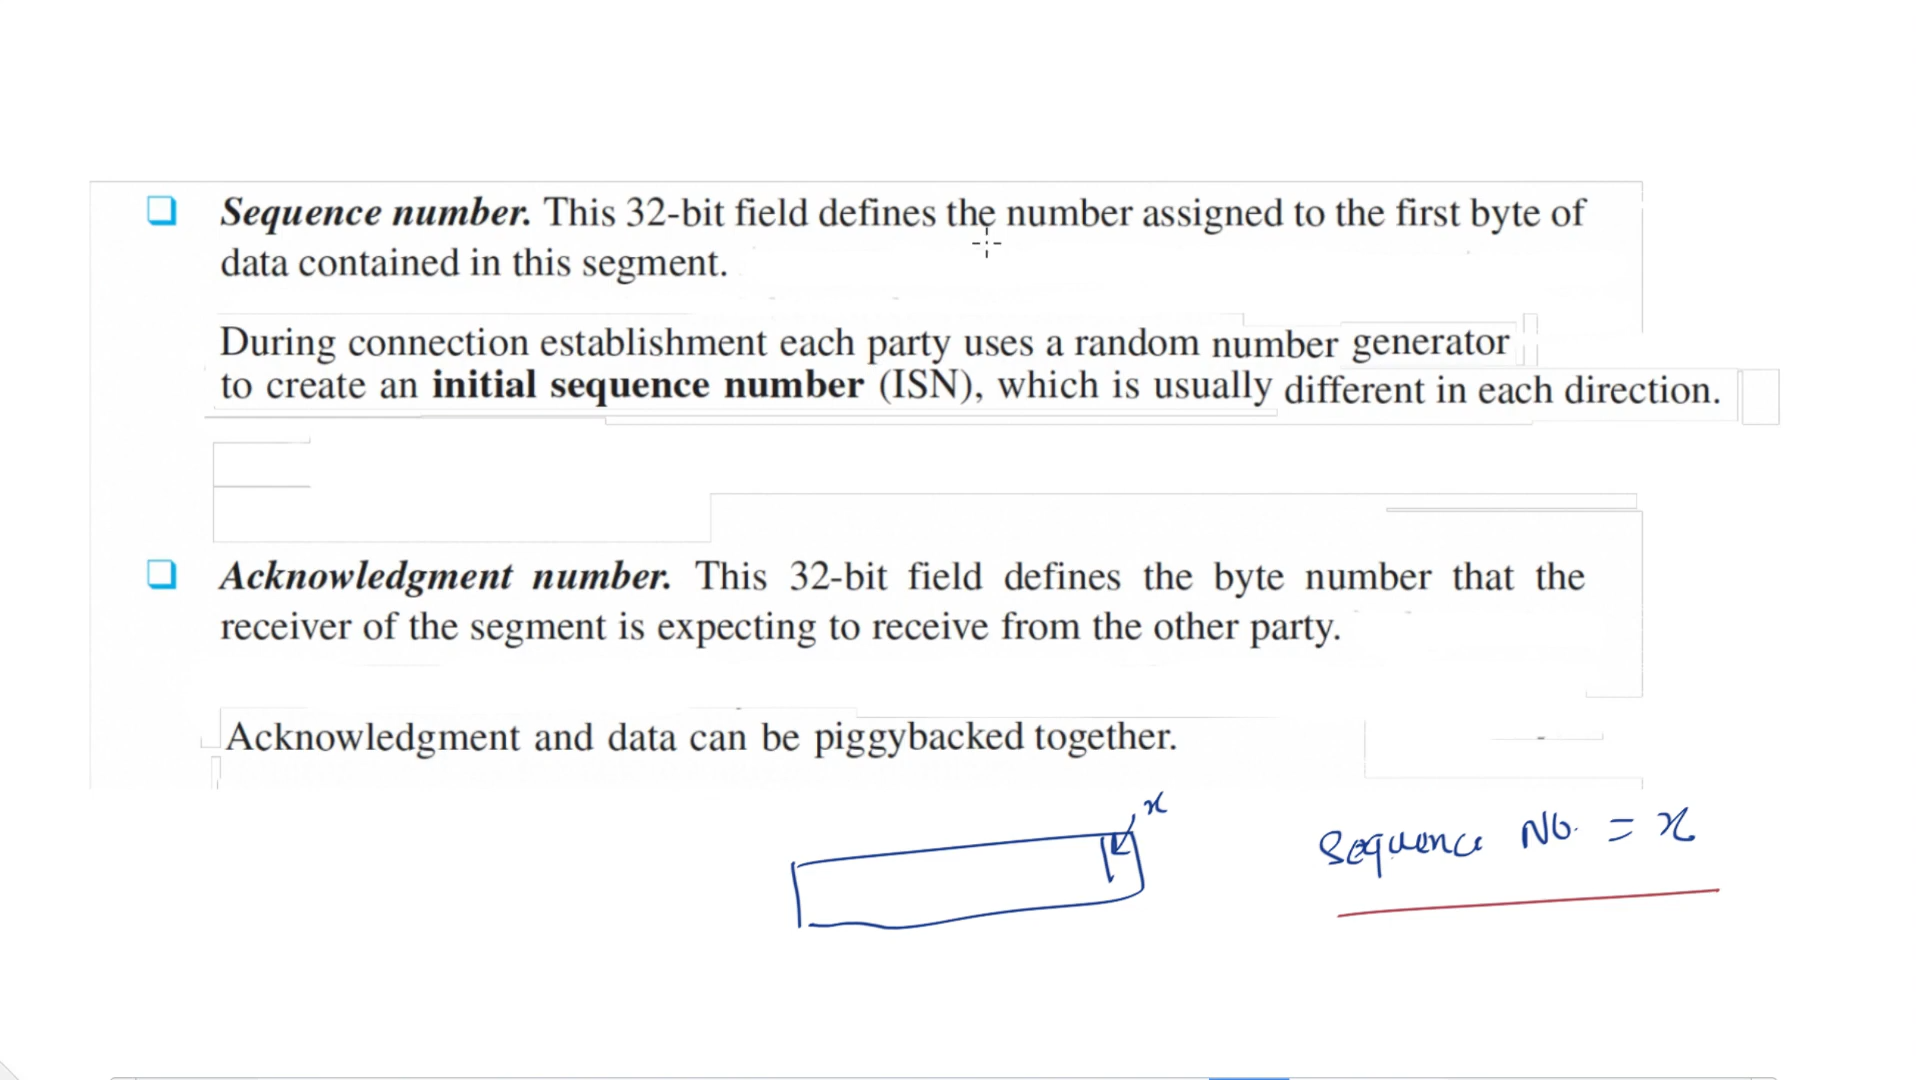 Sequence number. This 32-bit field defines the number assigned to the first byte of
data contained in this segment.
During connection establishment each party uses a random number generator
to create an initial sequence number (ISN), which is usually different in each direction.
Acknowledgment number. This 32-bit field defines the byte number that the
receiver of the segment is expecting to receive from the other party.
Acknowledgment and data can be piggybacked together.
x
Sequence No. = x